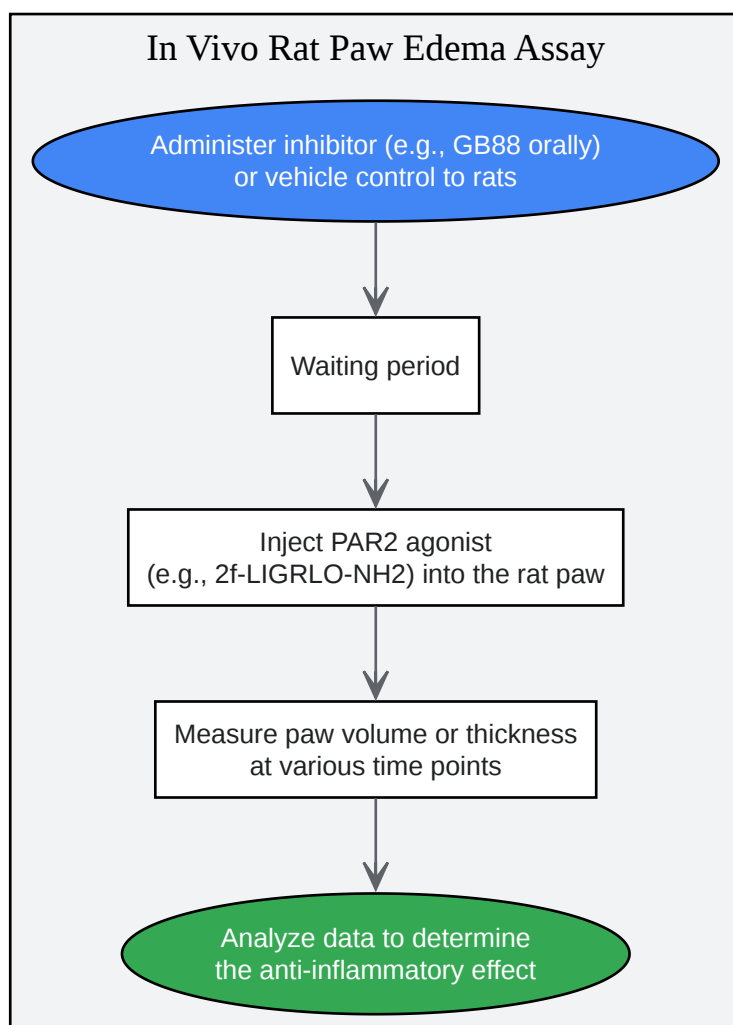 In Vivo Rat Paw Edema Assay
Administer inhibitor (e.g., GB88 orally)
or vehicle control to rats
Waiting period
Inject PAR2 agonist
(e.g., 2f-LIGRLO-NH2) into the rat paw
Measure paw volume or thickness
at various time points
Analyze data to determine
the anti-inflammatory effect